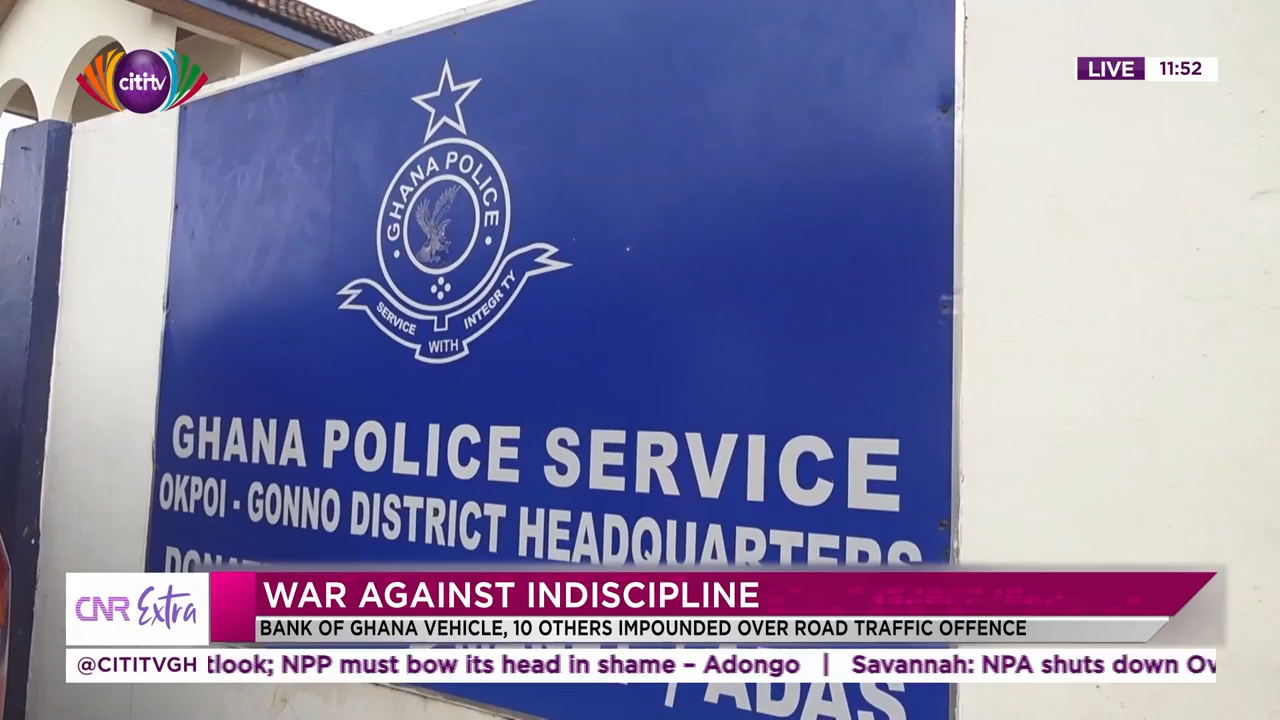 cititv
LIVE 11:52
GHANA POLICE
SERVICE WITH INTEGRITY
GHANA POLICE SERVICE
OKPOI - GONNO DISTRICT HEADQUARTERS
CNR Extra
WAR AGAINST INDISCIPLINE
BANK OF GHANA VEHICLE, 10 OTHERS IMPOUNDED OVER ROAD TRAFFIC OFFENCE
@CITITVGH tlook; NPP must bow its head in shame – Adongo | Savannah: NPA shuts down Ov